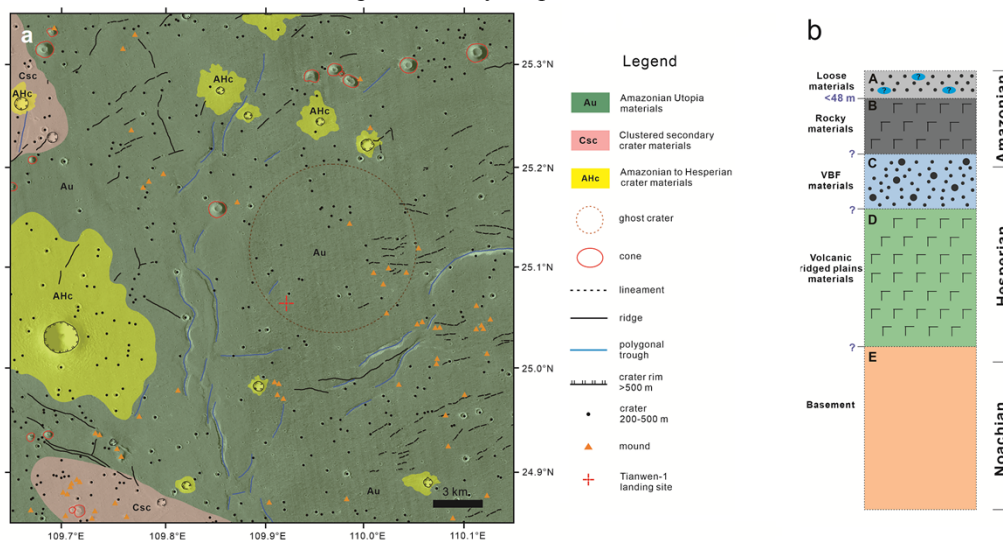 a
Csc
AHc
AHc
AHc
Au
Au
AHc
Au
Csc
3 km
25.3°N
25.2°N
25.1°N
25.0°N
24.9°N
109.7°E
109.8°E
109.9°E
110.0°E
110.1°E
Legend
Au
Amazonian Utopia
materials
Csc
Clustered secondary
crater materials
AHc
Amazonian to Hesperian
crater materials
ghost crater
cone
lineament
ridge
polygonal
trough
crater rim
>500 m
crater
200-500 m
mound
Tianwen-1
landing site
b
Loose
materials
A
?
?
?
<48 m
Rocky
materials
B
?
VBF
materials
C
?
Volcanic
ridged plains
materials
D
?
Basement
E
Amazonian
Hesperian
Noachian